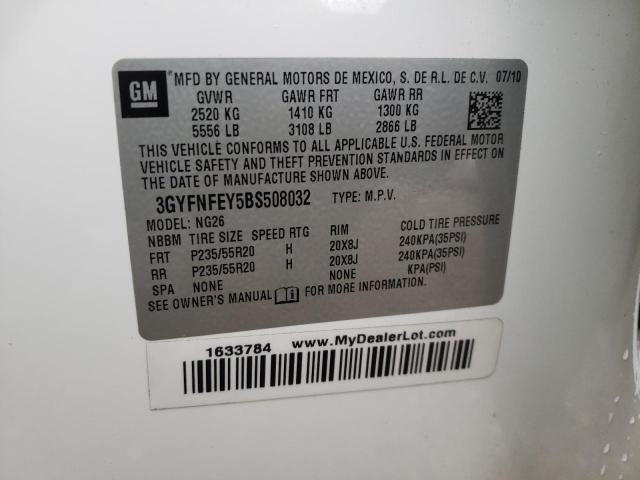 GM MFD BY GENERAL MOTORS DE MEXICO, S. DE R.L. DE C.V. 07/10
GVWR GAWR FRT GAWR RR
2520 KG 1410 KG 1300 KG
5556 LB 3108 LB 2866 LB
THIS VEHICLE CONFORMS TO ALL APPLICABLE U.S. FEDERAL MOTOR
VEHICLE SAFETY AND THEFT PREVENTION STANDARDS IN EFFECT ON
THE DATE OF MANUFACTURE SHOWN ABOVE.
3GYFNFEY5BS508032 TYPE: M.P.V.
MODEL: NG26
NBBM TIRE SIZE SPEED RTG RIM COLD TIRE PRESSURE
FRT P235/55R20 H 20X8J 240KPA(35PSI)
RR P235/55R20 H 20X8J 240KPA(35PSI)
SPA NONE NONE KPA(PSI)
SEE OWNER'S MANUAL FOR MORE INFORMATION.
1633784 www.MyDealerLot.com